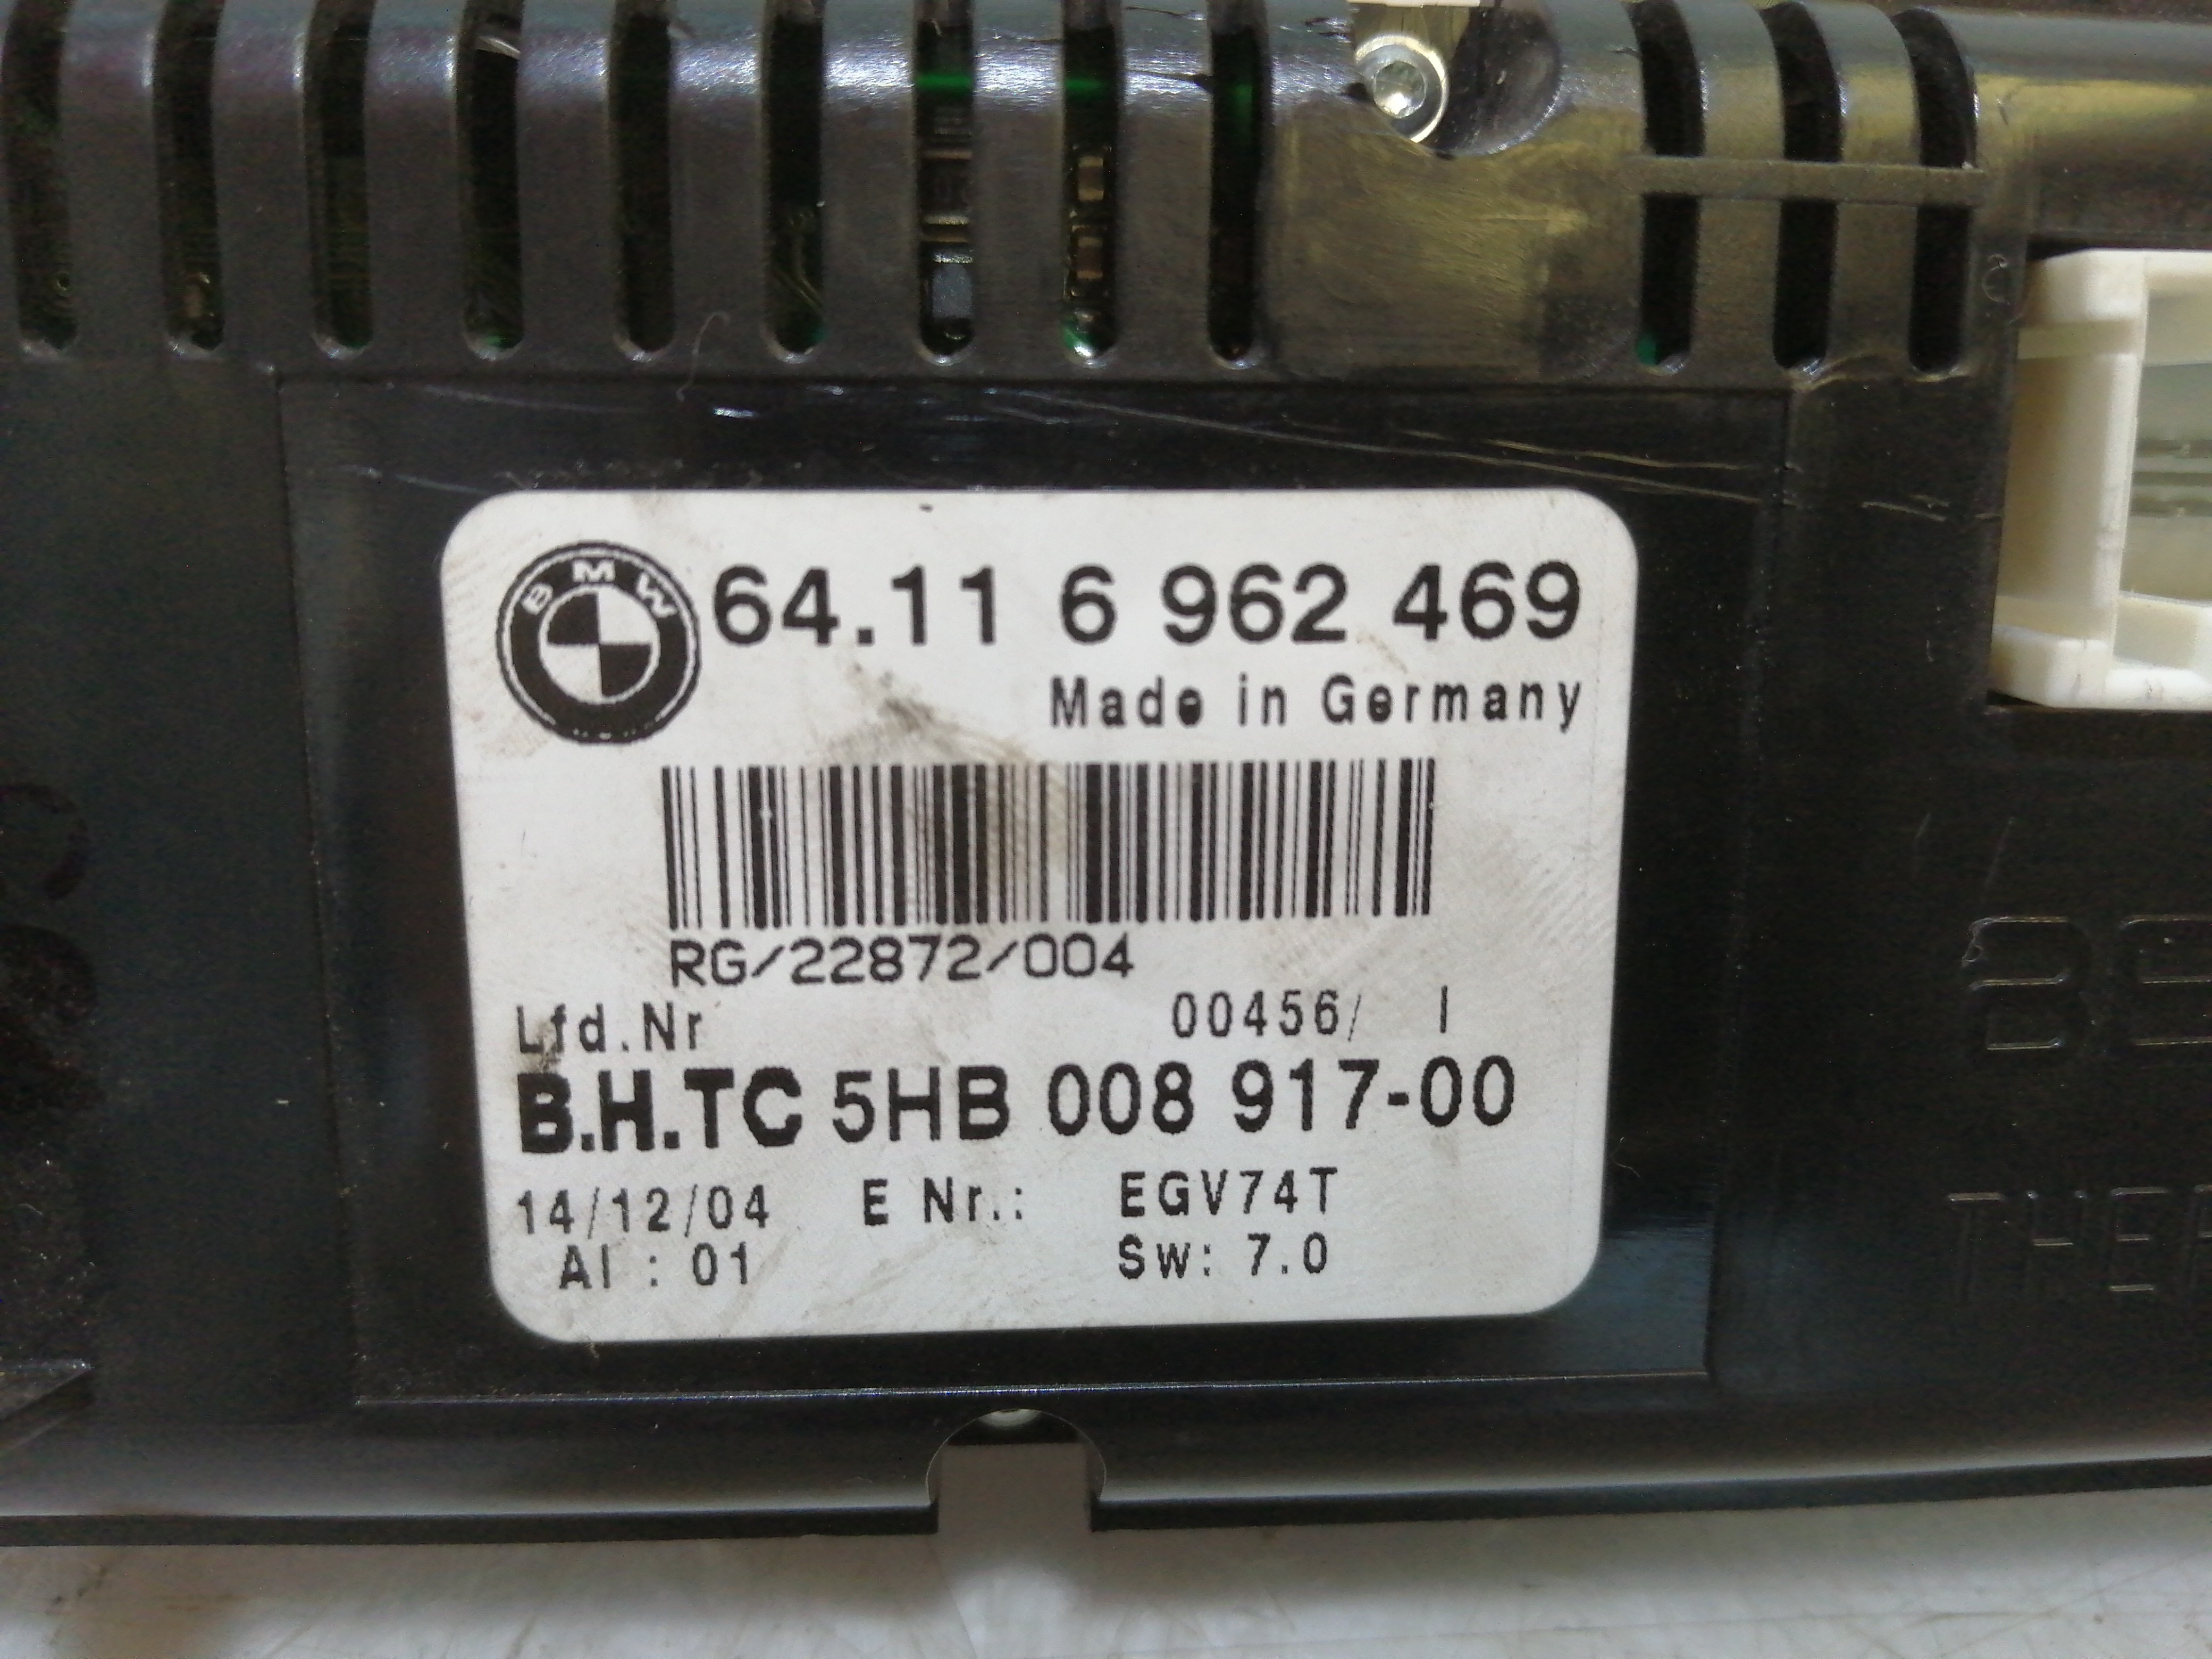 BMW
64.11 6 962 469
Made in Germany
RG/22872/004
Lfd.Nr 00456/ I
B.H.TC 5HB 008 917-00
14/12/04 E Nr.: EGV74T
AI : 01 Sw: 7.0